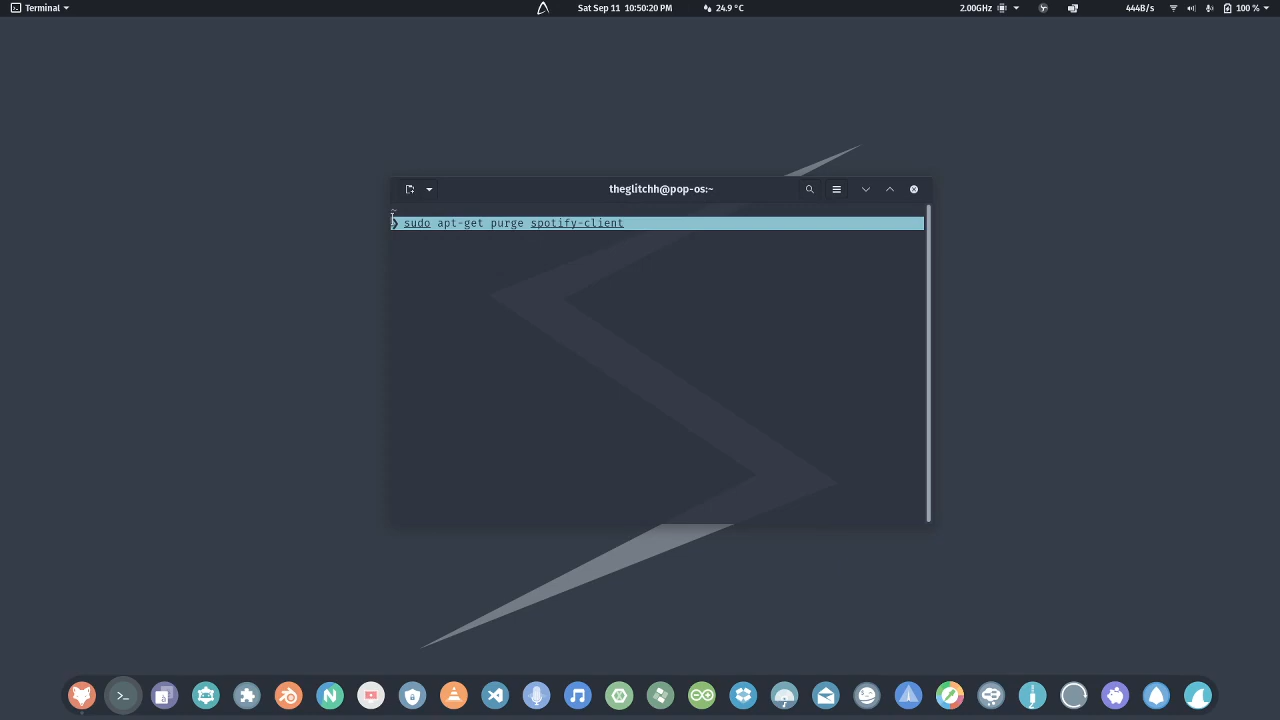 Terminal
Sat Sep 11 10:50:20 PM
24.9 °C
2.00GHz
444B/s
100 %
theglitchh@pop-os:~
~
❯ sudo apt-get purge spotify-client